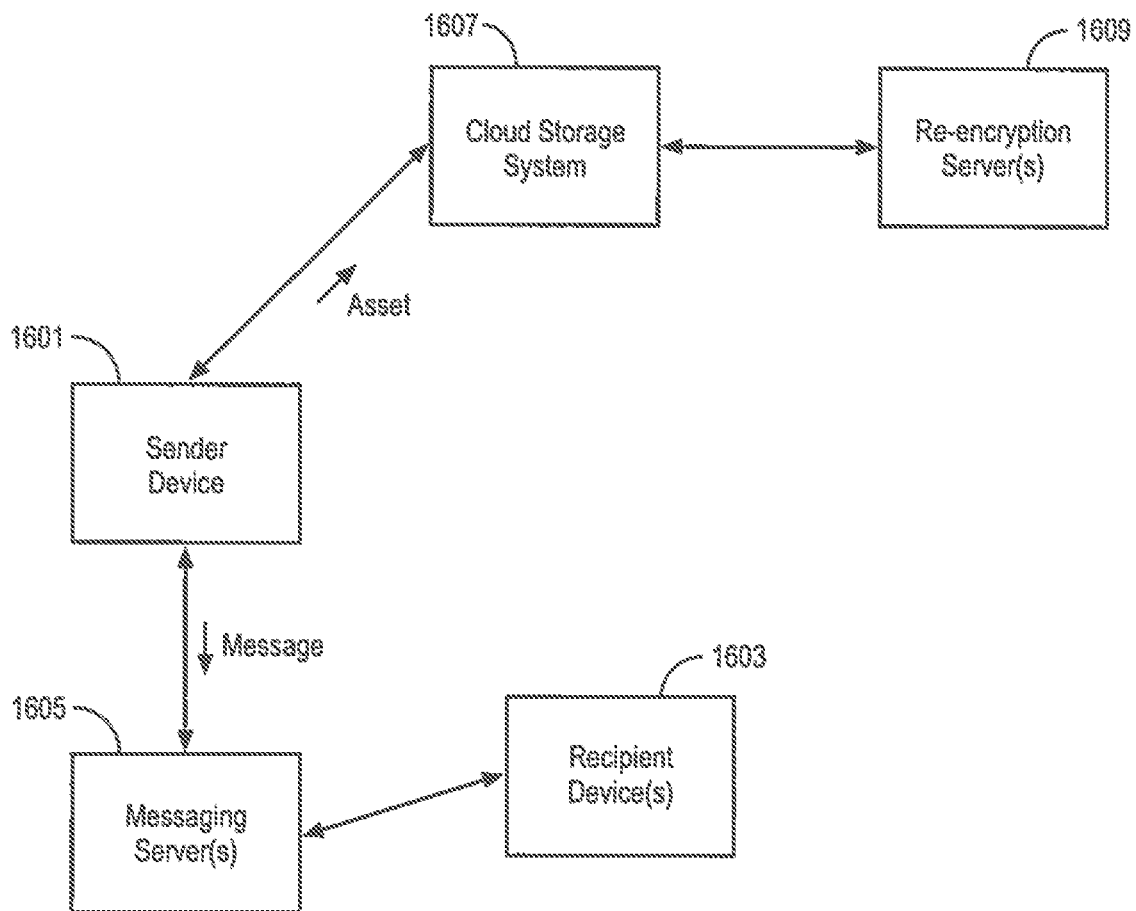 1607
1609
Cloud Storage
System
Re-encryption
Server(s)
Asset
1601
Sender
Device
Message
1603
1605
Recipient
Device(s)
Messaging
Server(s)